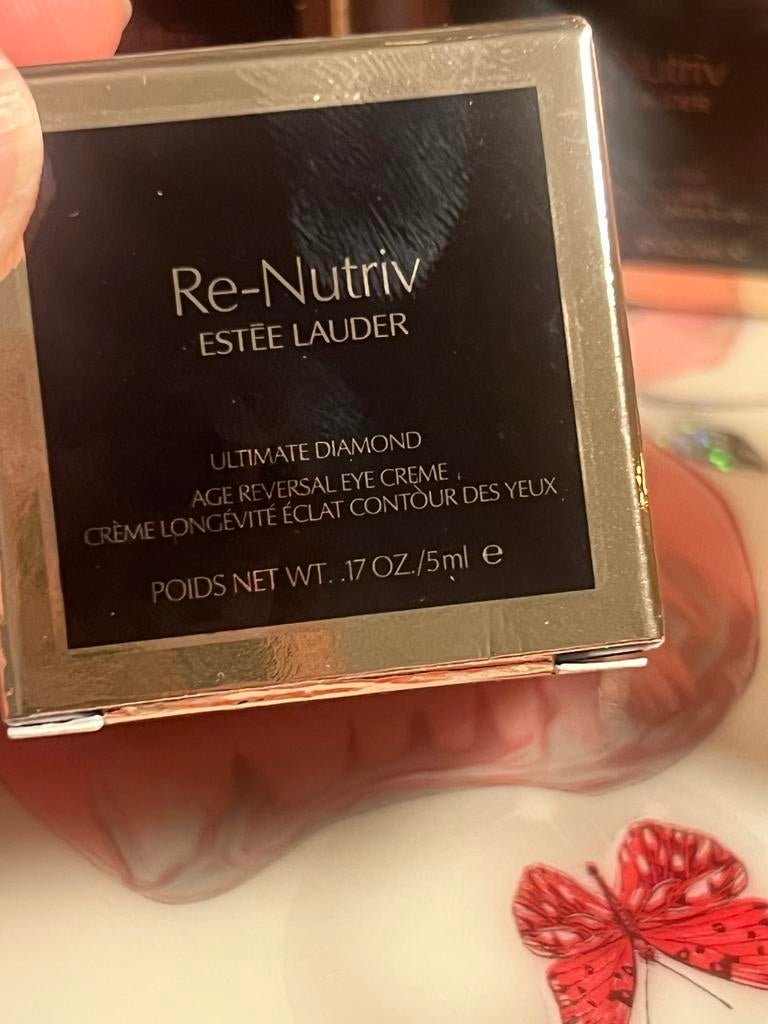 Re-Nutriv
ESTĒE LAUDER
ULTIMATE DIAMOND
AGE REVERSAL EYE CREME
CRÈME LONGÉVITÉ ÉCLAT CONTOUR DES YEUX
POIDS NET WT. .17 OZ./5ml ℮